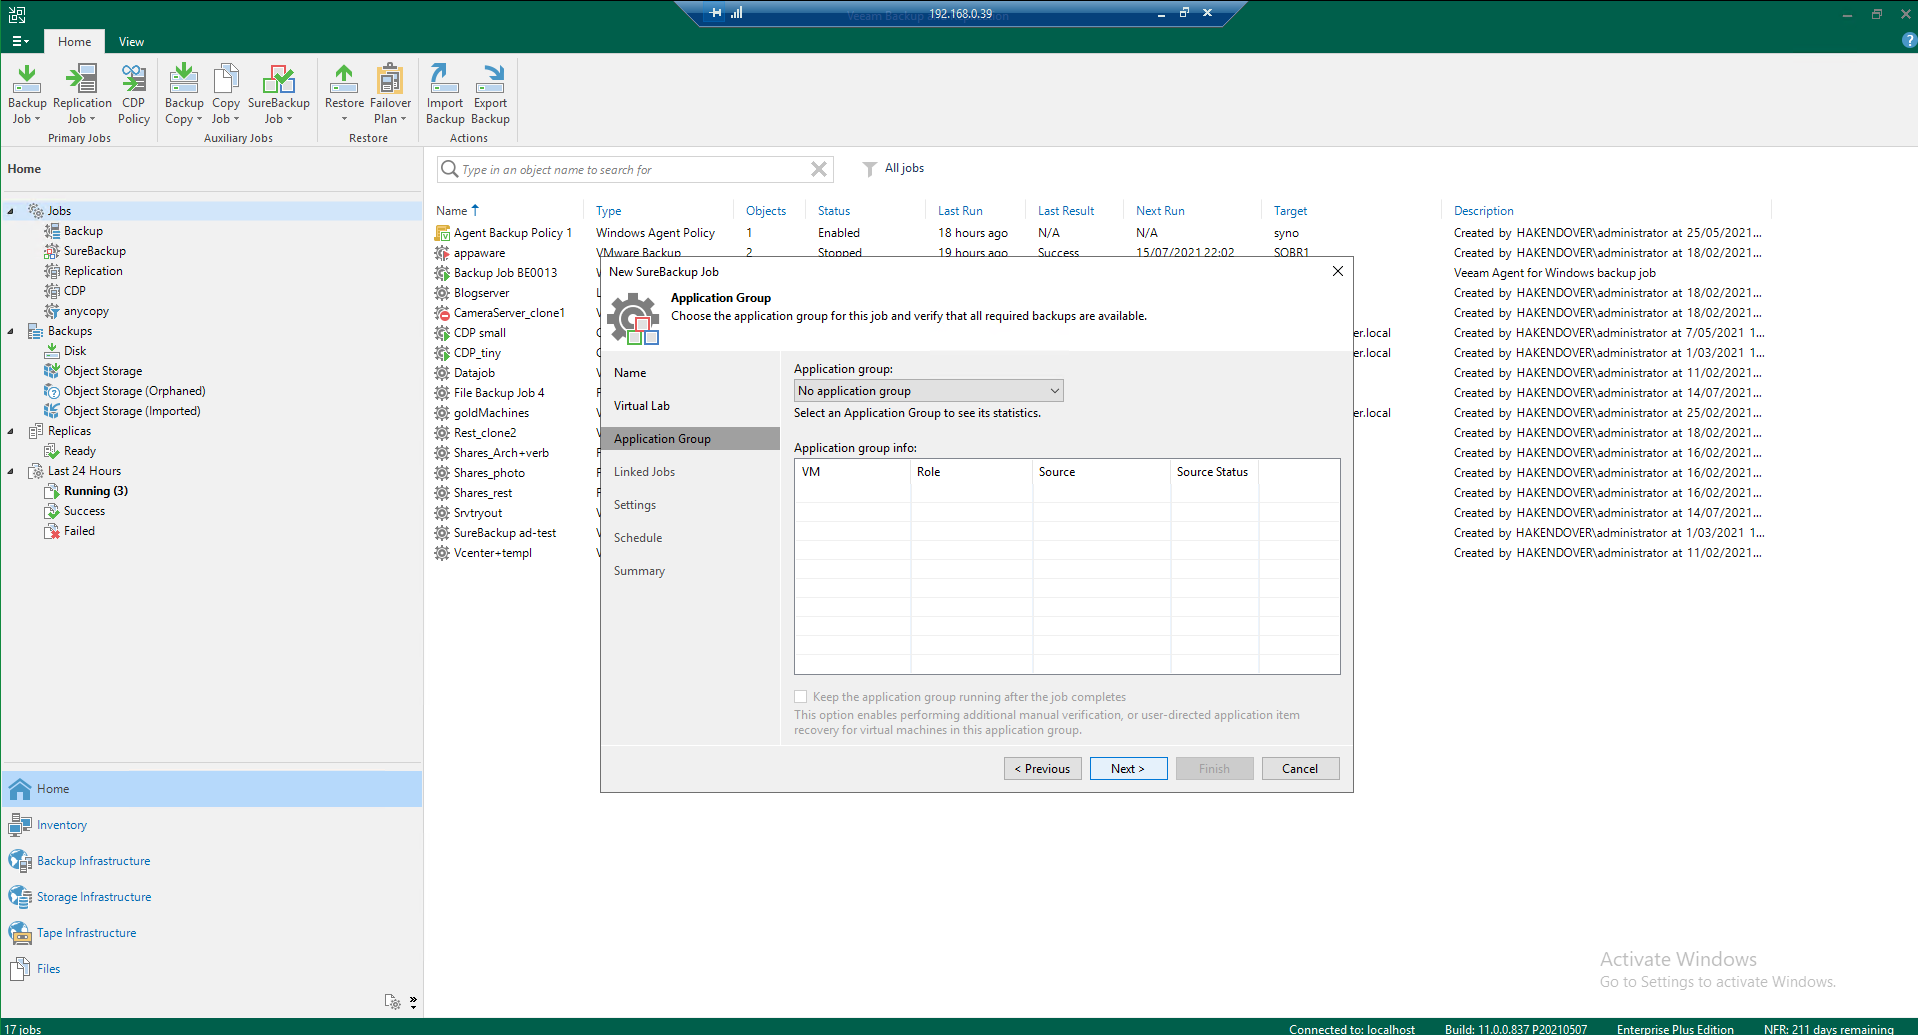 192.168.0.39
Home
View
Backup Job
Replication Job
CDP Policy
Backup Copy
Copy Job
SureBackup Job
Restore
Failover Plan
Import Backup
Export Backup
Primary Jobs
Auxiliary Jobs
Restore
Actions
Home
Type in an object name to search for
All jobs
Jobs
Backup
SureBackup
Replication
CDP
anycopy
Backups
Disk
Object Storage
Object Storage (Orphaned)
Object Storage (Imported)
Replicas
Ready
Last 24 Hours
Running (3)
Success
Failed
Home
Inventory
Backup Infrastructure
Storage Infrastructure
Tape Infrastructure
Files
Name Type Objects Status Last Run Last Result Next Run Target Description
Agent Backup Policy 1 Windows Agent Policy 1 Enabled 18 hours ago N/A N/A syno Created by HAKENDOVER\administrator at 25/05/2021...
appaware VMware Backup 2 Stopped 19 hours ago Success 15/07/2021 22:02 SOBR1 Created by HAKENDOVER\administrator at 18/02/2021...
Backup Job BE0013 Veeam Agent for Windows backup job
Blogserver Created by HAKENDOVER\administrator at 18/02/2021...
CameraServer_clone1 Created by HAKENDOVER\administrator at 18/02/2021...
CDP small er.local Created by HAKENDOVER\administrator at 7/05/2021 1...
CDP_tiny er.local Created by HAKENDOVER\administrator at 1/03/2021 1...
Datajob Created by HAKENDOVER\administrator at 11/02/2021...
File Backup Job 4 Created by HAKENDOVER\administrator at 14/07/2021...
goldMachines er.local Created by HAKENDOVER\administrator at 25/02/2021...
Rest_clone2 Created by HAKENDOVER\administrator at 18/02/2021...
Shares_Arch+verb Created by HAKENDOVER\administrator at 16/02/2021...
Shares_photo Created by HAKENDOVER\administrator at 16/02/2021...
Shares_rest Created by HAKENDOVER\administrator at 16/02/2021...
Srvtryout Created by HAKENDOVER\administrator at 14/07/2021...
SureBackup ad-test Created by HAKENDOVER\administrator at 1/03/2021 1...
Vcenter+templ Created by HAKENDOVER\administrator at 11/02/2021...
New SureBackup Job
Application Group
Choose the application group for this job and verify that all required backups are available.
Name
Virtual Lab
Application Group
Linked Jobs
Settings
Schedule
Summary
Application group:
No application group
Select an Application Group to see its statistics.
Application group info:
VM Role Source Source Status
Keep the application group running after the job completes
This option enables performing additional manual verification, or user-directed application item
recovery for virtual machines in this application group.
< Previous Next > Finish Cancel
Activate Windows
Go to Settings to activate Windows.
17 jobs
Connected to: localhost Build: 11.0.0.837 P20210507 Enterprise Plus Edition NFR: 211 days remaining